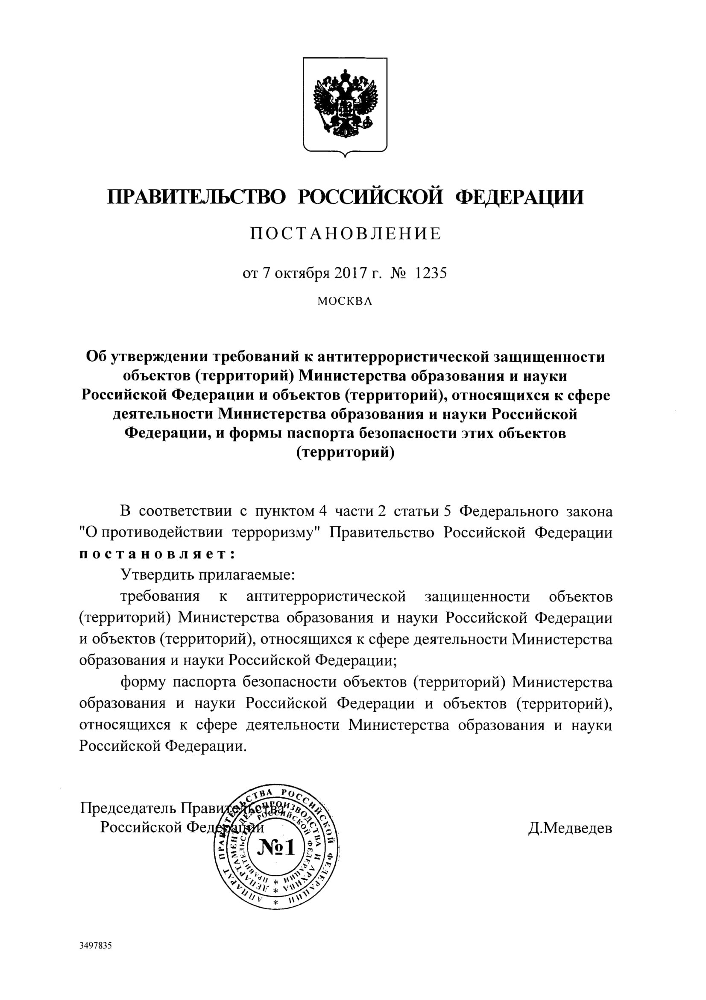 ПРАВИТЕЛЬСТВО РОССИЙСКОЙ ФЕДЕРАЦИИ
ПОСТАНОВЛЕНИЕ
от 7 октября 2017 г. № 1235
МОСКВА
Об утверждении требований к антитеррористической защищенности
объектов (территорий) Министерства образования и науки
Российской Федерации и объектов (территорий), относящихся к сфере
деятельности Министерства образования и науки Российской
Федерации, и формы паспорта безопасности этих объектов
(территорий)
В соответствии с пунктом 4 части 2 статьи 5 Федерального закона
"О противодействии терроризму" Правительство Российской Федерации
постановляет:
Утвердить прилагаемые:
требования к антитеррористической защищенности объектов
(территорий) Министерства образования и науки Российской Федерации
и объектов (территорий), относящихся к сфере деятельности Министерства
образования и науки Российской Федерации;
форму паспорта безопасности объектов (территорий) Министерства
образования и науки Российской Федерации и объектов (территорий),
относящихся к сфере деятельности Министерства образования и науки
Российской Федерации.
Председатель Правительства
Российской Федерации
Д.Медведев
АППАРАТ ПРАВИТЕЛЬСТВА РОССИЙСКОЙ ФЕДЕРАЦИИ *
ДЕПАРТАМЕНТ ДЕЛОПРОИЗВОДСТВА И АРХИВА *
ПРАВИТЕЛЬСТВА РОССИЙСКОЙ ФЕДЕРАЦИИ *
№1
3497835